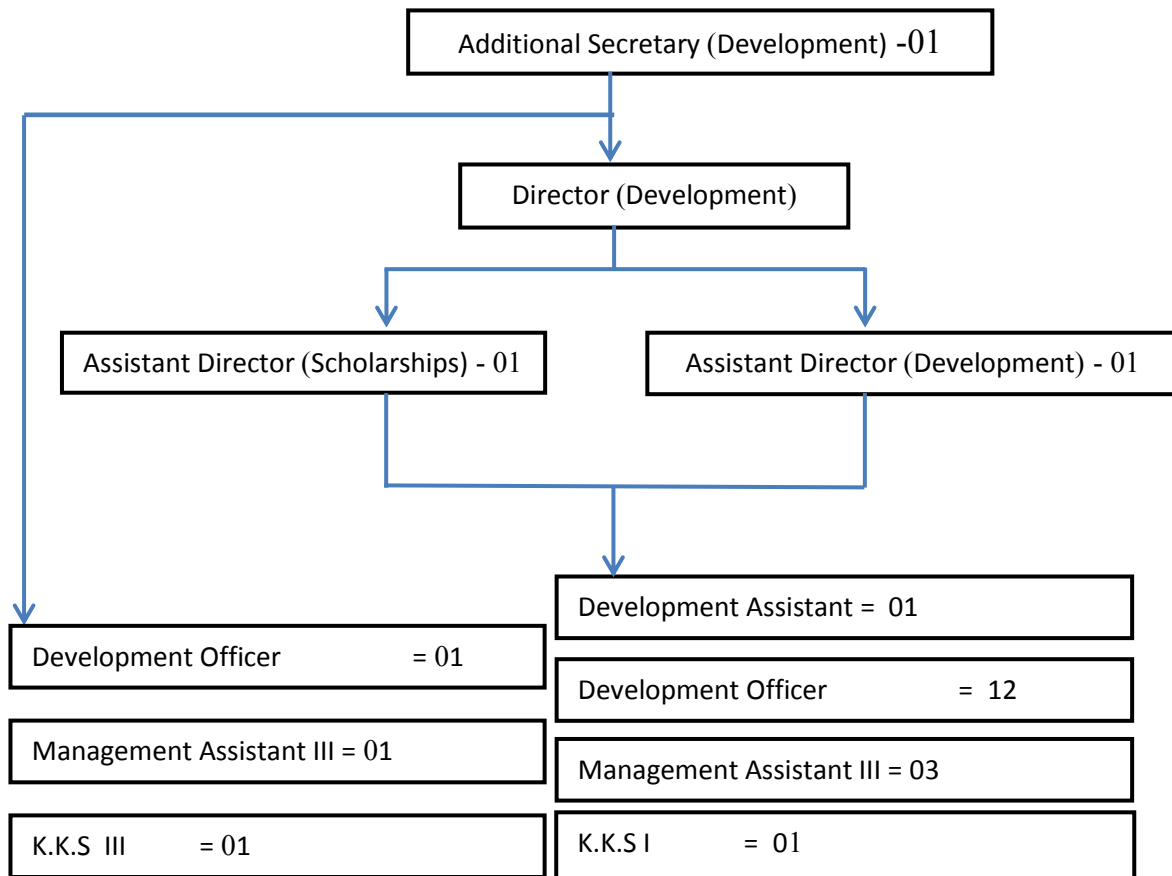 Additional Secretary (Development) -01
Director (Development)
Assistant Director (Scholarships) - 01
Assistant Director (Development) - 01
Development Officer = 01
Management Assistant III = 01
K.K.S III = 01
Development Assistant = 01
Development Officer = 12
Management Assistant III = 03
K.K.S I = 01